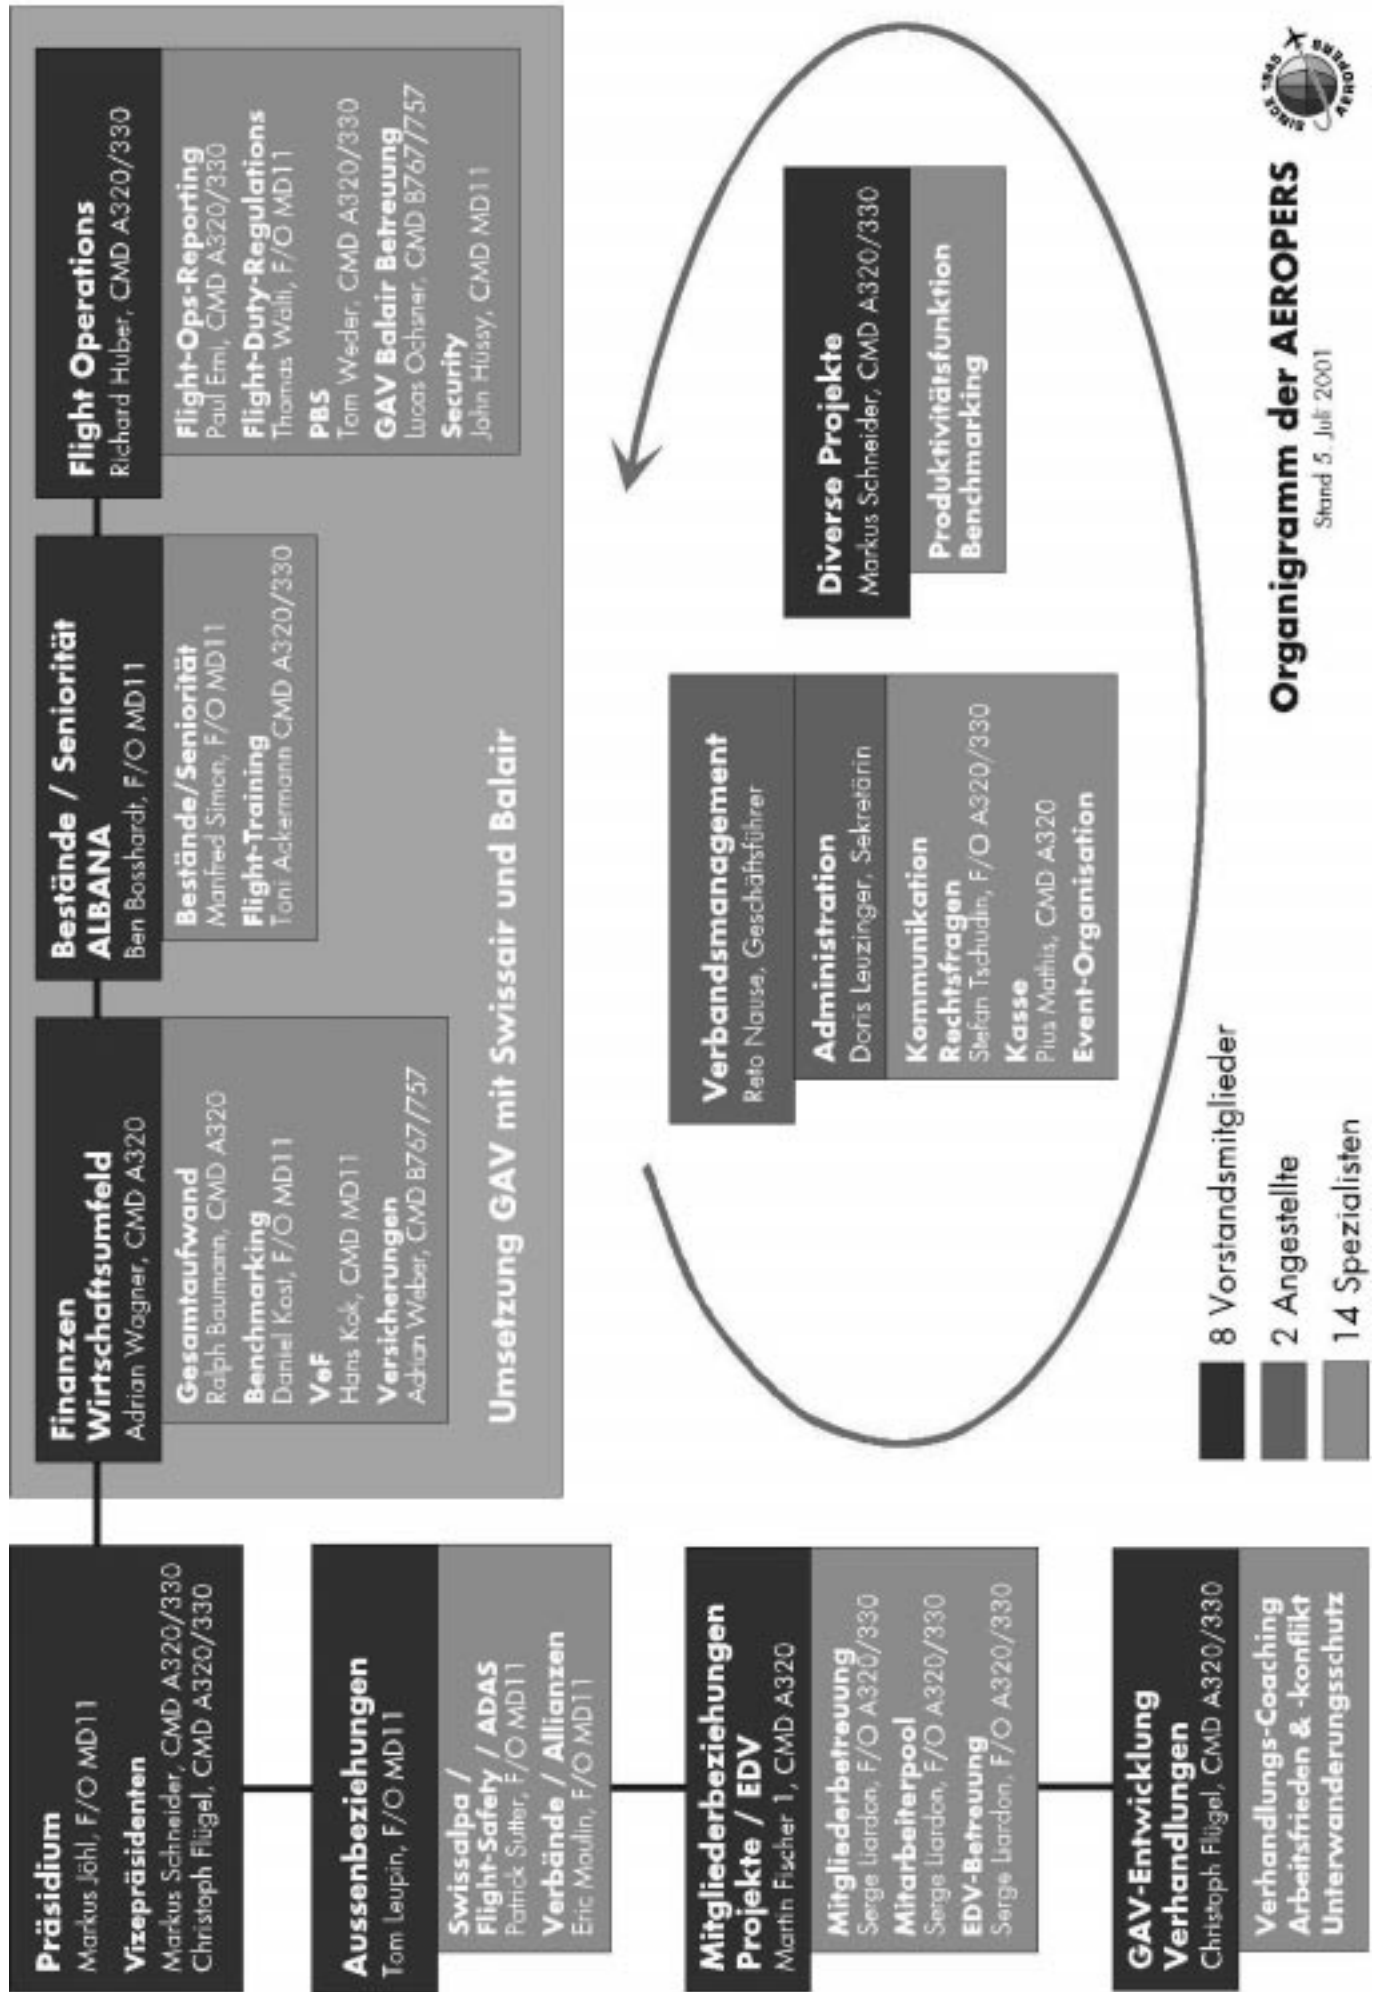 Präsidium
Markus Jöhl, F/O MD11
Vizepräsidenten
Markus Schneider, CMD A320/330
Christoph Flügel, CMD A320/330
Finanzen
Wirtschaftsumfeld
Adrian Wagner, CMD A320
Gesamtaufwand
Ralph Baumann, CMD A320
Benchmarking
Daniel Kast, F/O MD11
VeF
Hans Kok, CMD MD11
Versicherungen
Adrian Weber, CMD B767/757
Bestände / Seniorität
ALBANA
Ben Bosshardt, F/O MD11
Bestände/Seniorität
Manfred Simon, F/O MD11
Flight-Training
Toni Ackermann CMD A320/330
Flight Operations
Richard Huber, CMD A320/330
Flight-Ops-Reporting
Paul Erni, CMD A320/330
Flight-Duty-Regulations
Thomas Wälti, F/O MD11
PBS
Tom Weder, CMD A320/330
GAV Balair Betreuung
Lucas Ochsner, CMD B767/757
Security
John Hüssy, CMD MD11
Umsetzung GAV mit Swissair und Balair
Aussenbeziehungen
Tom Leupin, F/O MD11
Swissalpa /
Flight-Safety / ADAS
Patrick Sutter, F/O MD11
Verbände / Allianzen
Eric Maulin, F/O MD11
Mitgliederbeziehungen
Projekte / EDV
Martin Fischer 1, CMD A320
Mitgliederbetreuung
Serge Liardon, F/O A320/330
Mitarbeiterpool
Serge Liardon, F/O A320/330
EDV-Betreuung
Serge Liardon, F/O A320/330
GAV-Entwicklung
Verhandlungen
Christoph Flügel, CMD A320/330
Verhandlungs-Coaching
Arbeitsfrieden & -konflikt
Unterwanderungsschutz
Verbandsmanagement
Reto Nause, Geschäftsführer
Administration
Doris Leuzinger, Sekretärin
Kommunikation
Rechtsfragen
Stefan Tschudin, F/O A320/330
Kasse
Pius Mathis, CMD A320
Event-Organisation
Diverse Projekte
Markus Schneider, CMD A320/330
Produktivitätsfunktion
Benchmarking
8 Vorstandsmitglieder
2 Angestellte
14 Spezialisten
Organigramm der AEROPERS
Stand 5. Juli 2001
SINCE 1945
AEROPERS